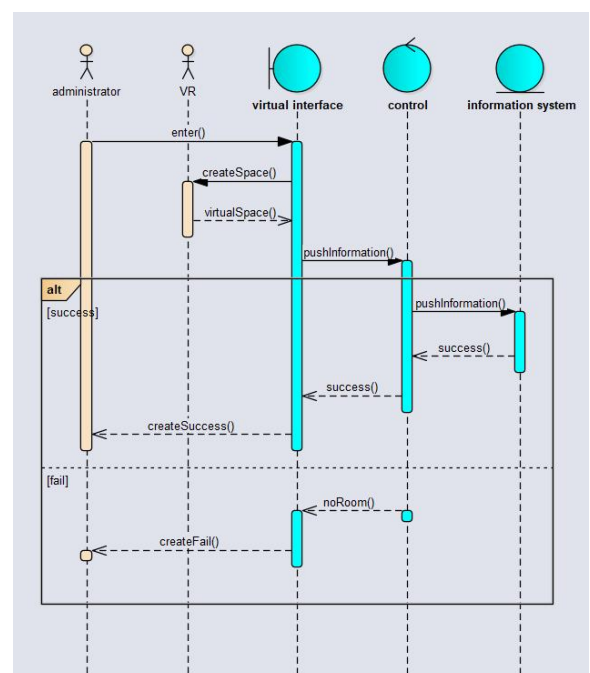 administrator
VR
virtual interface
control
information system
enter()
createSpace()
virtualSpace()
pushInformation()
alt
[success]
pushInformation()
success()
success()
createSuccess()
[fail]
noRoom()
createFail()